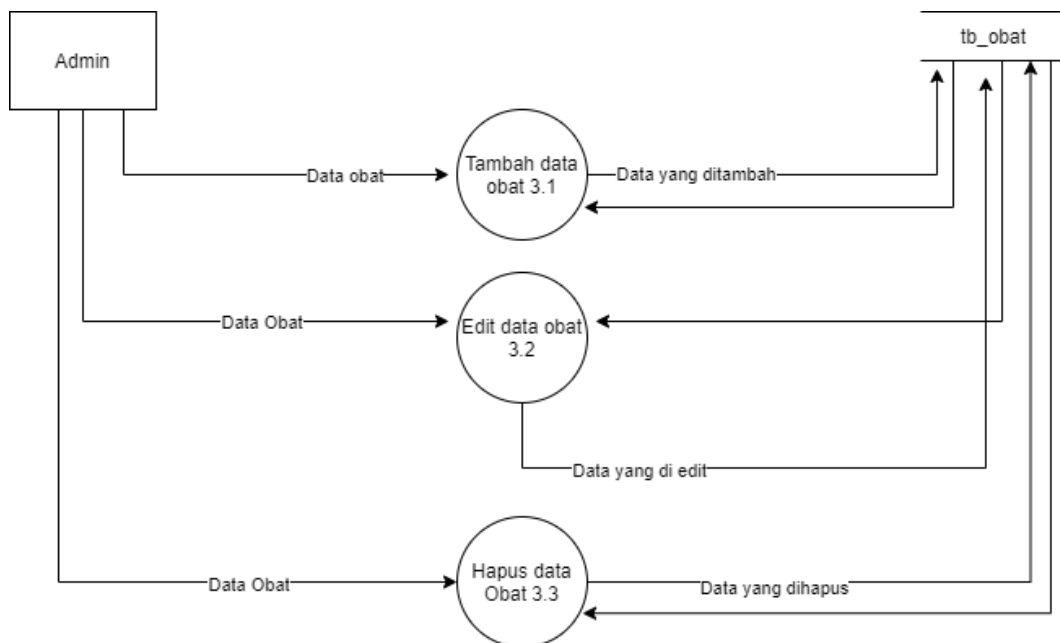 Admin
tb_obat
Data obat
Tambah data
obat 3.1
Data yang ditambah
Data Obat
Edit data obat
3.2
Data yang di edit
Data Obat
Hapus data
Obat 3.3
Data yang dihapus